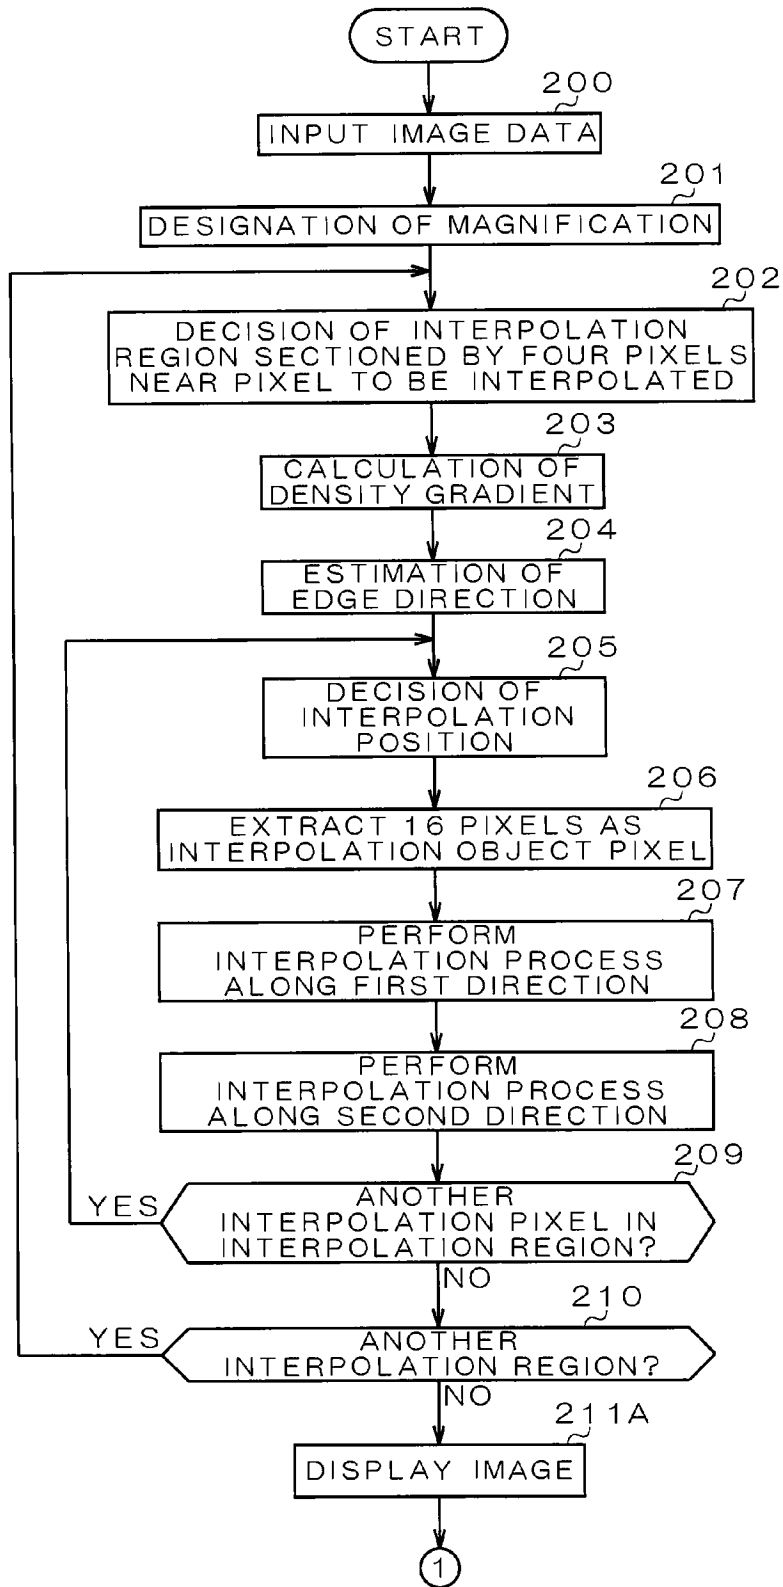 START
200
INPUT IMAGE DATA
201
DESIGNATION OF MAGNIFICATION
202
DECISION OF INTERPOLATION
REGION SECTIONED BY FOUR PIXELS
NEAR PIXEL TO BE INTERPOLATED
203
CALCULATION OF
DENSITY GRADIENT
204
ESTIMATION OF
EDGE DIRECTION
205
DECISION OF
INTERPOLATION
POSITION
206
EXTRACT 16 PIXELS AS
INTERPOLATION OBJECT PIXEL
207
PERFORM
INTERPOLATION PROCESS
ALONG FIRST DIRECTION
208
PERFORM
INTERPOLATION PROCESS
ALONG SECOND DIRECTION
209
YES
ANOTHER
INTERPOLATION PIXEL IN
INTERPOLATION REGION?
NO
210
YES
ANOTHER
INTERPOLATION REGION?
NO
211A
DISPLAY IMAGE
1